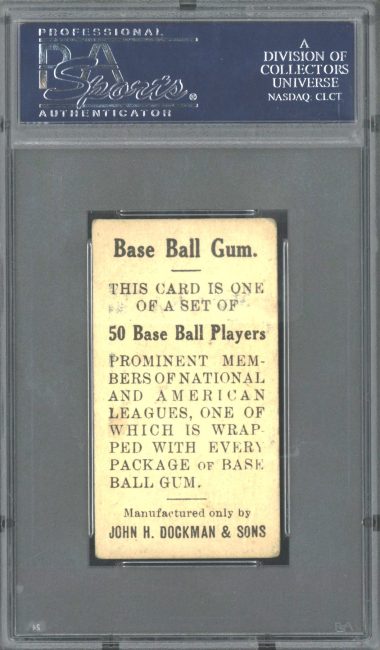 PROFESSIONAL
PSA
Sports®
AUTHENTICATOR
A
DIVISION OF
COLLECTORS
UNIVERSE
NASDAQ: CLCT
Base Ball Gum.
THIS CARD IS ONE
OF A SET OF
50 Base Ball Players
PROMINENT MEM-
BERS OF NATIONAL
AND AMERICAN
LEAGUES, ONE OF
WHICH IS WRAP-
PED WITH EVERY
PACKAGE OF BASE
BALL GUM.
Manufactured only by
JOHN H. DOCKMAN & SONS